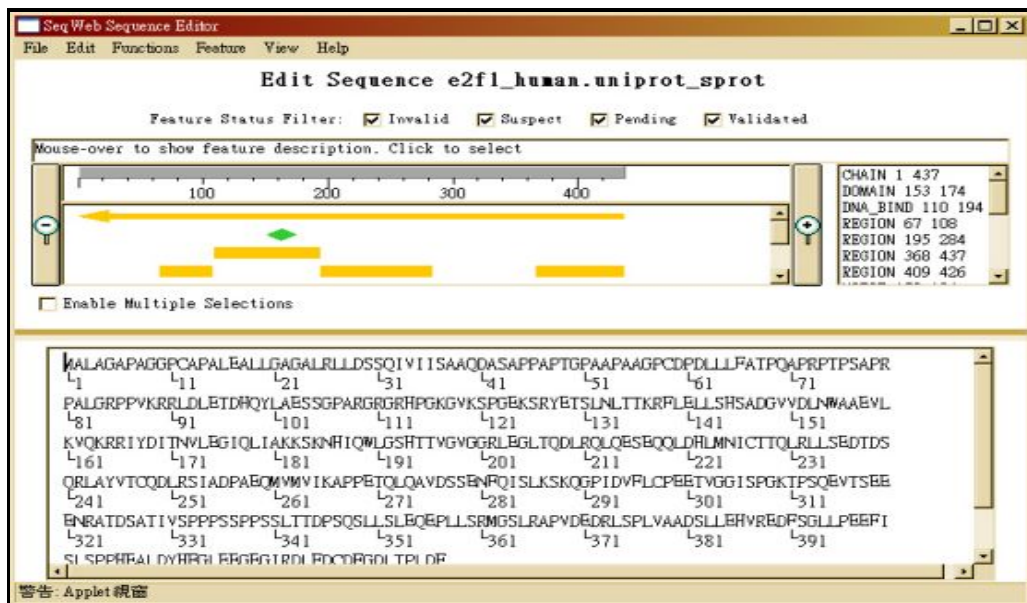 Seq Web Sequence Editor
File Edit Functions Feature View Help
Edit Sequence e2f1_human.uniprot_sprot
Feature Status Filter: Invalid Suspect Pending Validated
Mouse-over to show feature description. Click to select
100 200 300 400
CHAIN 1 437
DOMAIN 153 174
DNA_BIND 110 194
REGION 67 108
REGION 195 284
REGION 368 437
REGION 409 426
Enable Multiple Selections
MALAGAPAGGPCAPALEALLGAGALRLLDSSQIVIISAAQDASAPPAPTGPAAPAAGPCDPDLLLFATPQAPRPTPSAPR
1 11 21 31 41 51 61 71
PALGRPPVKRRLDLETDHQYLAESSGPARGRGRHPGKGVKSPGEKSRYETSLNLTTKRFLELLSHSADGVVDLNWAAEVL
81 91 101 111 121 131 141 151
KVQKRRIYDITNVLEGIQLIAKKSKNHIQWLGSHTTVGVGGRLEGLTQDLRQLQESEQQLDHLMNICTTQLRLLSEDTDS
161 171 181 191 201 211 221 231
QRLAYVTCQDLRSIADPAEQMVMVIKAPPETQLQAVDSSENFQISLKSKQGPIDVFLCPEETVGGISPGKTPSQEVTSEE
241 251 261 271 281 291 301 311
ENRATDSATIVSPPPSSPPSSLTTDPSQSLLSLEQEPLLSRMGSLRAPVDEDRLSPLVAADSLLEHVREDFSGLLPEEFI
321 331 341 351 361 371 381 391
SLSPPHEALDYHFGLEEGEGIRDLFDCDFGDLTPLDF
警告: Applet 視窗